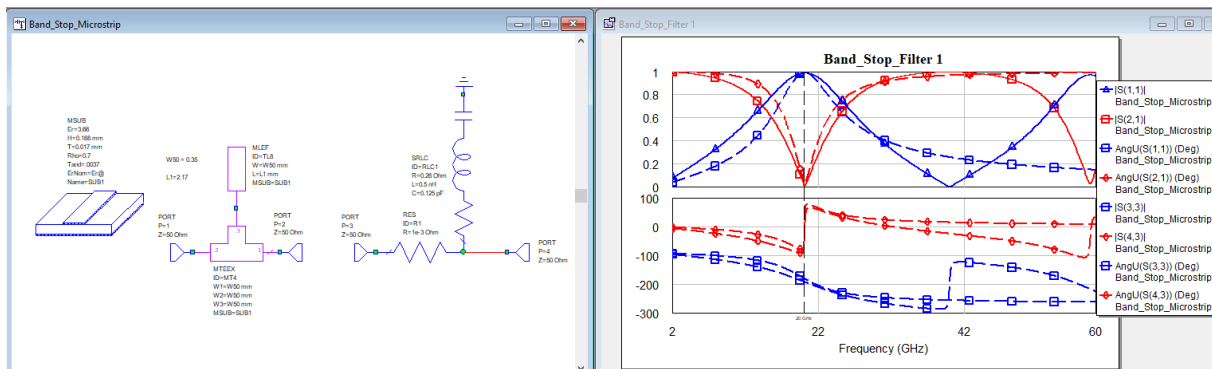 Band_Stop_Microstrip
MSUB
Er=3.66
H=0.168 mm
T=0.017 mm
Rho=0.7
Tand=.0037
ErNom=Er@
Name=SUB1
W50 = 0.35
L1=2.17
MLEF
ID=TL8
W=W50 mm
L=L1 mm
MSUB=SUB1
PORT
P=1
Z=50 Ohm
3
2
1
PORT
P=2
Z=50 Ohm
MTEEX
ID=MT4
W1=W50 mm
W2=W50 mm
W3=W50 mm
MSUB=SUB1
SRLC
ID=RLC1
R=0.26 Ohm
L=0.5 nH
C=0.125 pF
PORT
P=3
Z=50 Ohm
RES
ID=R1
R=1e-3 Ohm
PORT
P=4
Z=50 Ohm
Band_Stop_Filter 1
Band_Stop_Filter 1
1
0.8
0.6
0.4
0.2
0
100
0
-100
-200
-300
20 GHz
2
22
42
60
Frequency (GHz)
|S(1,1)|
Band_Stop_Microstrip
|S(2,1)|
Band_Stop_Microstrip
AngU(S(1,1)) (Deg)
Band_Stop_Microstrip
AngU(S(2,1)) (Deg)
Band_Stop_Microstrip
|S(3,3)|
Band_Stop_Microstrip
|S(4,3)|
Band_Stop_Microstrip
AngU(S(3,3)) (Deg)
Band_Stop_Microstrip
AngU(S(4,3)) (Deg)
Band_Stop_Microstrip